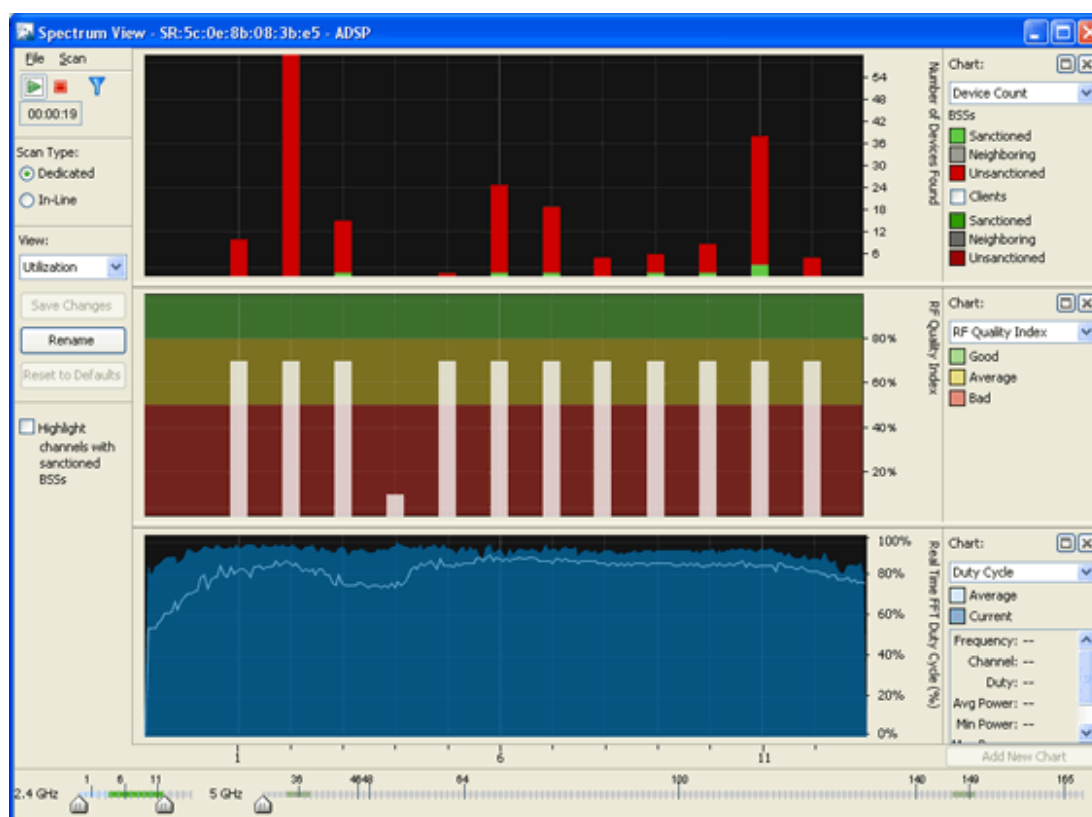 Spectrum View - SR:5c:0e:8b:08:3b:e5 - ADSP
File Scan
00:00:19
Scan Type:
Dedicated
In-Line
View:
Utilization
Save Changes
Rename
Reset to Defaults
Highlight
channels with
sanctioned
BSSs
54
48
42
36
30
24
18
12
6
Number of Devices Found
Chart:
Device Count
BSSs
Sanctioned
Neighboring
Unsanctioned
Clients
Sanctioned
Neighboring
Unsanctioned
80%
60%
40%
20%
RF Quality Index
Chart:
RF Quality Index
Good
Average
Bad
100%
80%
60%
40%
20%
0%
Real Time FFT Duty Cycle (%)
Chart:
Duty Cycle
Average
Current
Frequency: --
Channel: --
Duty: --
Avg Power: --
Min Power: --
1 6 11
Add New Chart
2.4 GHz 1 6 11 5 GHz 36 4648 64 100 140 149 165